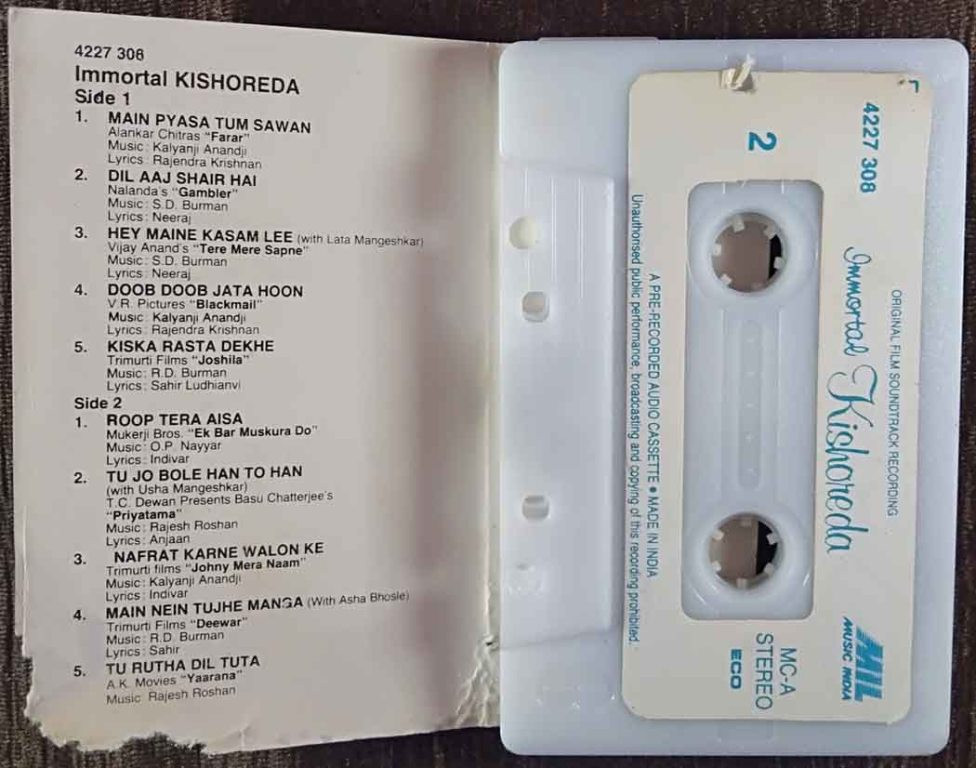 4227 308
Immortal KISHOREDA
Side 1
1. MAIN PYASA TUM SAWAN
Alankar Chitras "Farar"
Music: Kalyanji Anandji
Lyrics: Rajendra Krishnan
2. DIL AAJ SHAIR HAI
Nalanda's "Gambler"
Music: S.D. Burman
Lyrics: Neeraj
3. HEY MAINE KASAM LEE (with Lata Mangeshkar)
Vijay Anand's "Tere Mere Sapne"
Music: S.D. Burman
Lyrics: Neeraj
4. DOOB DOOB JATA HOON
V.R. Pictures "Blackmail"
Music: Kalyanji Anandji
Lyrics: Rajendra Krishnan
5. KISKA RASTA DEKHE
Trimurti Films "Joshila"
Music: R.D. Burman
Lyrics: Sahir Ludhianvi
Side 2
1. ROOP TERA AISA
Mukerji Bros. "Ek Bar Muskura Do"
Music: O.P. Nayyar
Lyrics: Indivar
2. TU JO BOLE HAN TO HAN
(with Usha Mangeshkar)
T.C. Dewan Presents Basu Chatterjee's
"Priyatama"
Music: Rajesh Roshan
Lyrics: Anjaan
3. NAFRAT KARNE WALON KE
Trimurti films "Johny Mera Naam"
Music: Kalyanji Anandji
Lyrics: Indivar
4. MAIN NEIN TUJHE MANGA (With Asha Bhosle)
Trimurti Films "Deewar"
Music: R.D. Burman
Lyrics: Sahir
5. TU RUTHA DIL TUTA
A.K. Movies "Yaarana"
Music Rajesh Roshan
4227 308
ORIGINAL FILM SOUNDTRACK RECORDING
Immortal Kishoreda
MIL
MUSIC INDIA
2
MC-A
STEREO
ECO
A PRE-RECORDED AUDIO CASSETTE • MADE IN INDIA
Unauthorised public performance, broadcasting and copying of this recording prohibited.